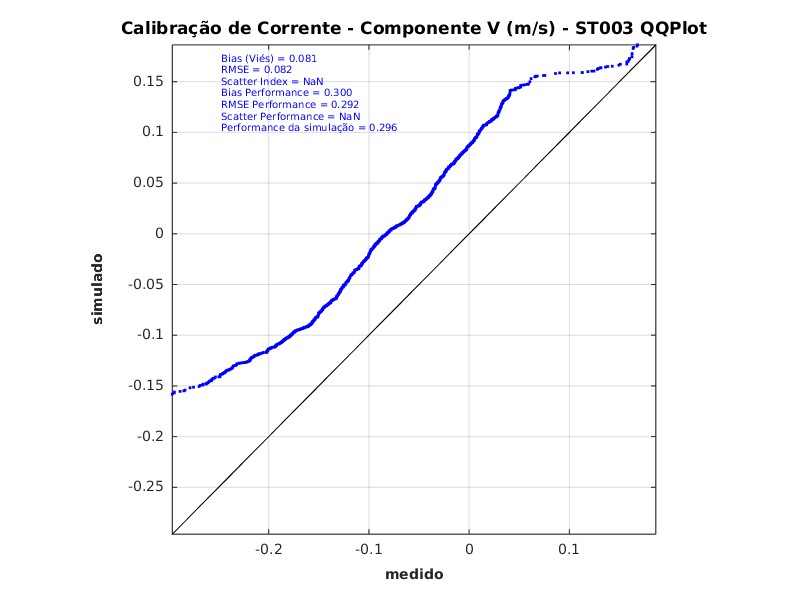 Calibração de Corrente - Componente V (m/s) - ST003 QQPlot
Bias (Viés) = 0.081
RMSE = 0.082
Scatter Index = NaN
Bias Performance = 0.300
RMSE Performance = 0.292
Scatter Performance = NaN
Performance da simulação = 0.296
0.15
0.1
0.05
0
-0.05
-0.1
-0.15
-0.2
-0.25
simulado
-0.2
-0.1
0
0.1
medido